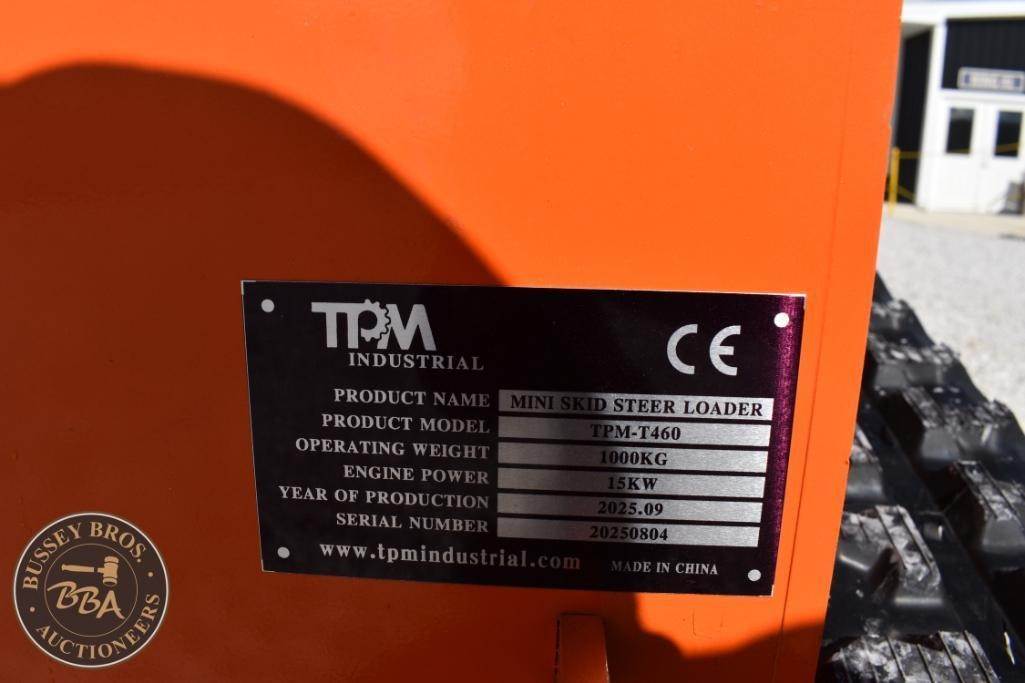 TPM
INDUSTRIAL
CE
PRODUCT NAME MINI SKID STEER LOADER
PRODUCT MODEL TPM-T460
OPERATING WEIGHT 1000KG
ENGINE POWER 15KW
YEAR OF PRODUCTION 2025.09
SERIAL NUMBER 20250804
www.tpmindustrial.com MADE IN CHINA
BUSSEY BROS.
BBA
AUCTIONEERS